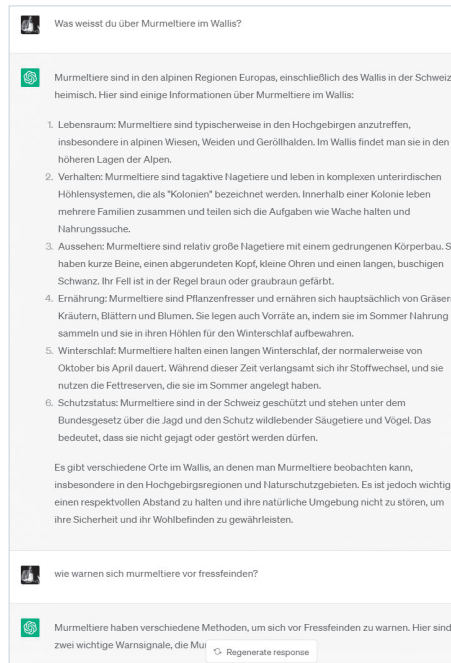 Was weisst du über Murmeltiere im Wallis?
Murmeltiere sind in den alpinen Regionen Europas, einschließlich des Wallis in der Schweiz
heimisch. Hier sind einige Informationen über Murmeltiere im Wallis:
1. Lebensraum: Murmeltiere sind typischerweise in den Hochgebirgen anzutreffen,
insbesondere in alpinen Wiesen, Weiden und Geröllhalden. Im Wallis findet man sie in den
höheren Lagen der Alpen.
2. Verhalten: Murmeltiere sind tagaktive Nagetiere und leben in komplexen unterirdischen
Höhlensystemen, die als "Kolonien" bezeichnet werden. Innerhalb einer Kolonie leben
mehrere Familien zusammen und teilen sich die Aufgaben wie Wache halten und
Nahrungssuche.
3. Aussehen: Murmeltiere sind relativ große Nagetiere mit einem gedrungenen Körperbau. S
haben kurze Beine, einen abgerundeten Kopf, kleine Ohren und einen langen, buschigen
Schwanz. Ihr Fell ist in der Regel braun oder graubraun gefärbt.
4. Ernährung: Murmeltiere sind Pflanzenfresser und ernähren sich hauptsächlich von Gräser
Kräutern, Blättern und Blumen. Sie legen auch Vorräte an, indem sie im Sommer Nahrung
sammeln und sie in ihren Höhlen für den Winterschlaf aufbewahren.
5. Winterschlaf: Murmeltiere halten einen langen Winterschlaf, der normalerweise von
Oktober bis April dauert. Während dieser Zeit verlangsamt sich ihr Stoffwechsel, und sie
nutzen die Fettreserven, die sie im Sommer angelegt haben.
6. Schutzstatus: Murmeltiere sind in der Schweiz geschützt und stehen unter dem
Bundesgesetz über die Jagd und den Schutz wildlebender Säugetiere und Vögel. Das
bedeutet, dass sie nicht gejagt oder gestört werden dürfen.
Es gibt verschiedene Orte im Wallis, an denen man Murmeltiere beobachten kann,
insbesondere in den Hochgebirgsregionen und Naturschutzgebieten. Es ist jedoch wichtig
einen respektvollen Abstand zu halten und ihre natürliche Umgebung nicht zu stören, um
ihre Sicherheit und ihr Wohlbefinden zu gewährleisten.
wie warnen sich murmeltiere vor fressfeinden?
Murmeltiere haben verschiedene Methoden, um sich vor Fressfeinden zu warnen. Hier sind
zwei wichtige Warnsignale, die Mu
Regenerate response